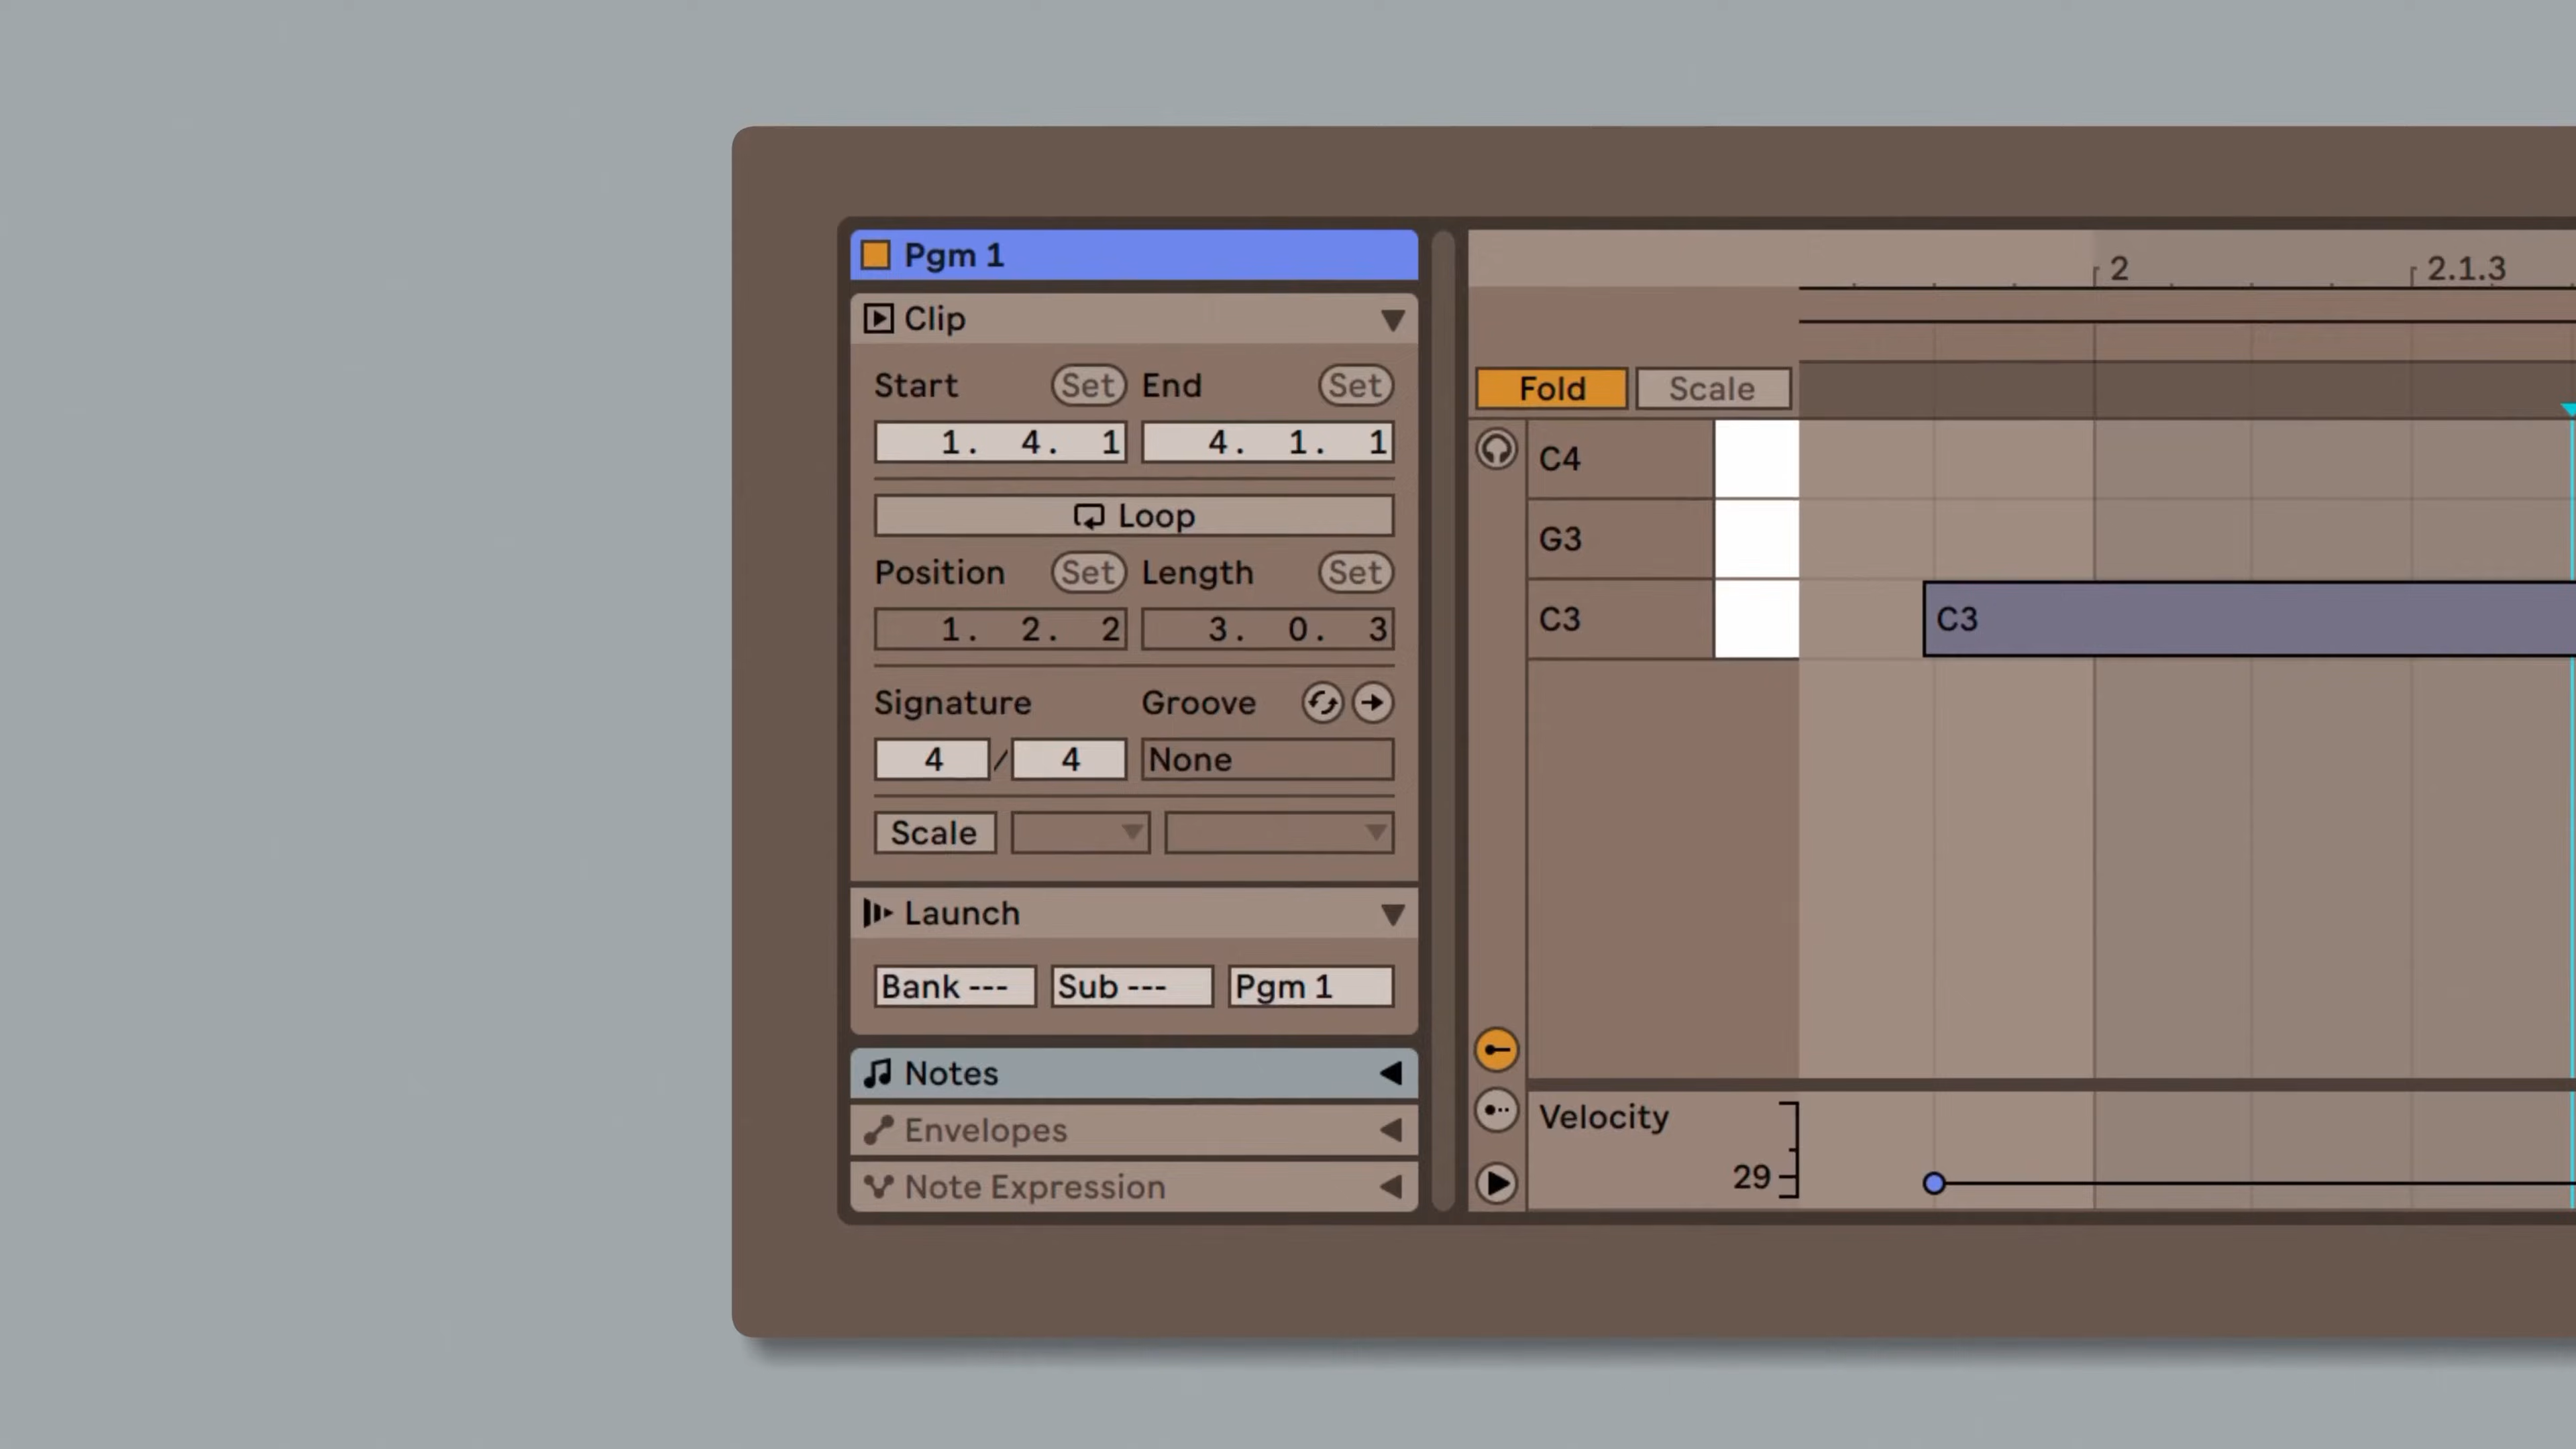 Pgm 1
Clip
Start Set End Set
1. 4. 1 4. 1. 1
Loop
Position Set Length Set
1. 2. 2 3. 0. 3
Signature Groove
4 / 4 None
Scale
Launch
Bank --- Sub --- Pgm 1
Notes
Envelopes
Note Expression
2 2.1.3
Fold Scale
C4
G3
C3 C3
Velocity
29